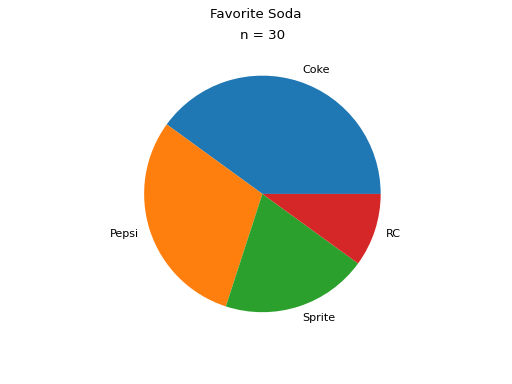 Favorite Soda
n = 30
Coke
Pepsi
RC
Sprite